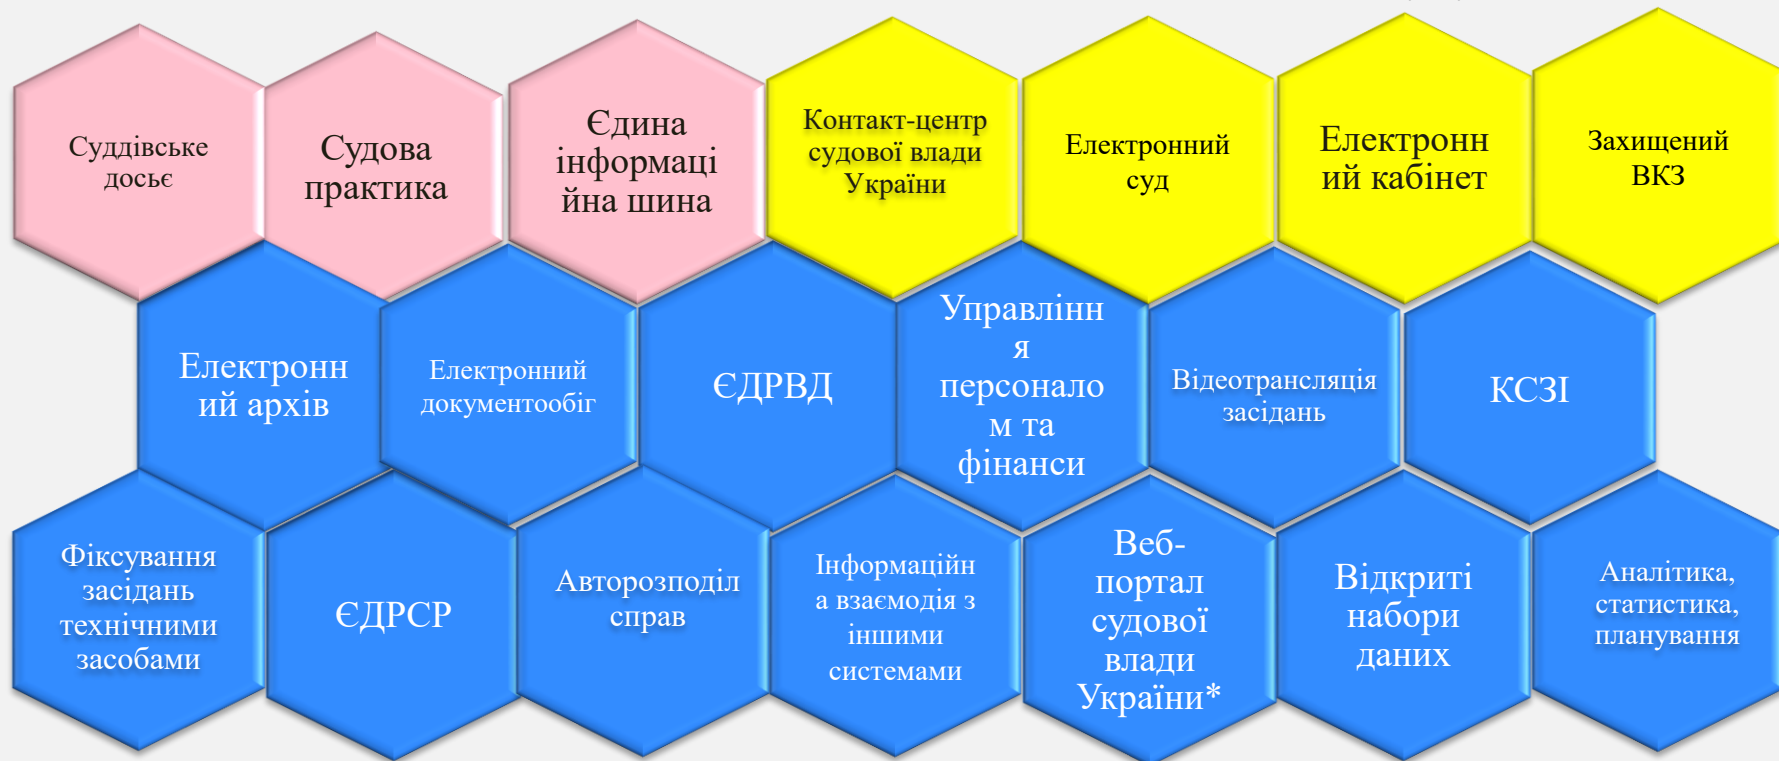 Суддівське
досьє
Судова
практика
Єдина
інформаці
йна шина
Контакт-центр
судової влади
України
Електронний
суд
Електронн
ий кабінет
Захищений
ВКЗ
Електронн
ий архів
Електронний
документообіг
ЄДРВД
Управлінн
я
персонало
м та
фінанси
Відеотрансляція
засідань
КСЗІ
Фіксування
засідань
технічними
засобами
ЄДРСР
Авторозподіл
справ
Інформаційн
а взаємодія з
іншими
системами
Веб-
портал
судової
влади
України*
Відкриті
набори
даних
Аналітика,
статистика,
планування